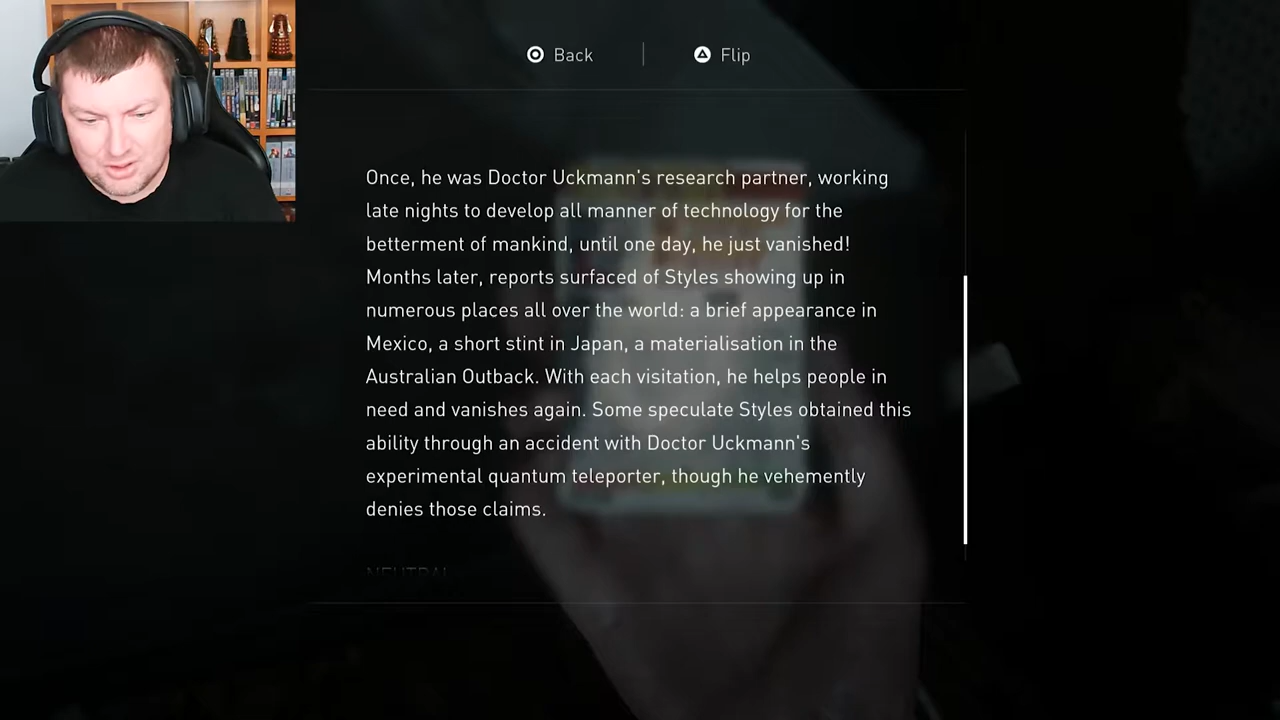 Back
Flip
Once, he was Doctor Uckmann's research partner, working
late nights to develop all manner of technology for the
betterment of mankind, until one day, he just vanished!
Months later, reports surfaced of Styles showing up in
numerous places all over the world: a brief appearance in
Mexico, a short stint in Japan, a materialisation in the
Australian Outback. With each visitation, he helps people in
need and vanishes again. Some speculate Styles obtained this
ability through an accident with Doctor Uckmann's
experimental quantum teleporter, though he vehemently
denies those claims.
NEUTRAL